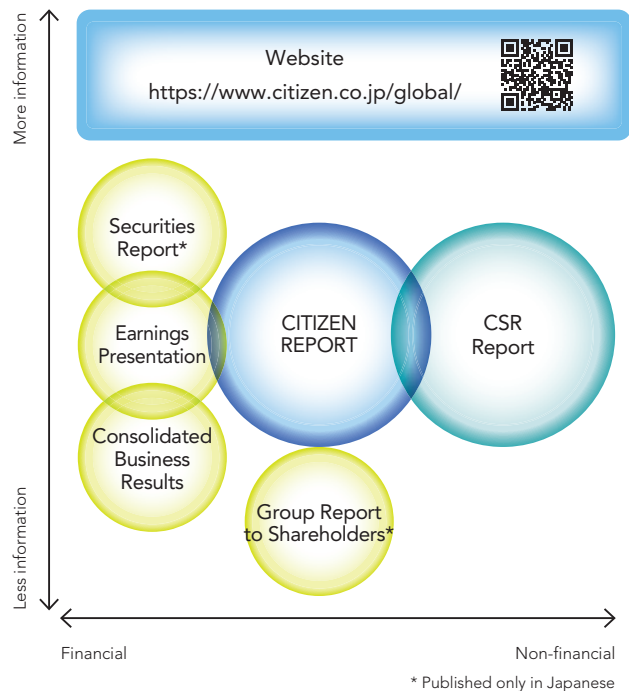 More information
Website
https://www.citizen.co.jp/global/
Securities
Report*
Earnings
Presentation
CITIZEN
REPORT
CSR
Report
Consolidated
Business
Results
Group Report
to Shareholders*
Less information
Financial
Non-financial
* Published only in Japanese